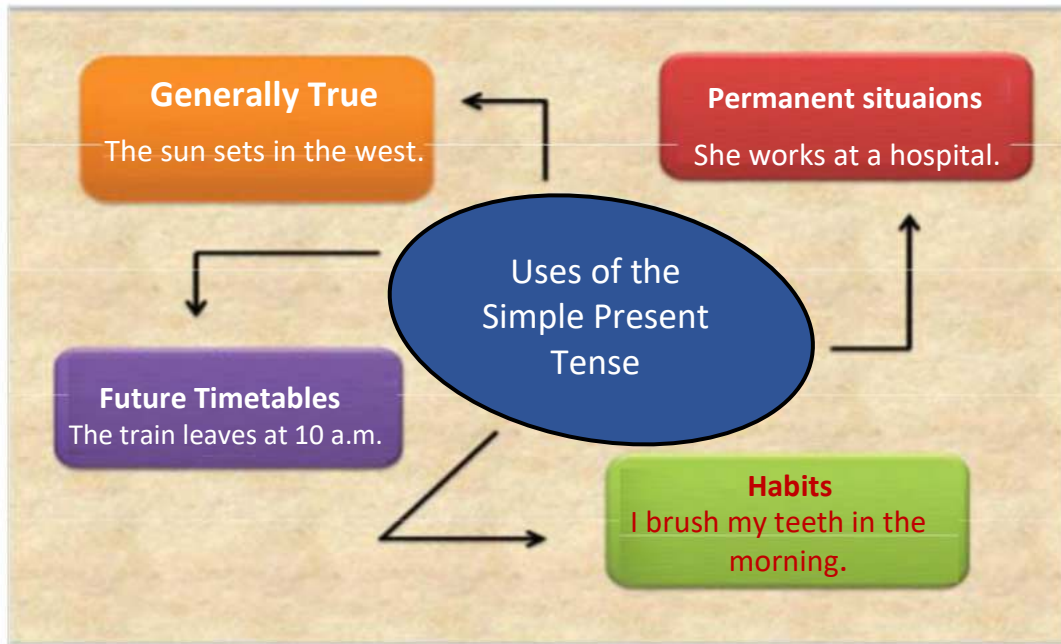 Generally True
The sun sets in the west.
Permanent situaions
She works at a hospital.
Uses of the
Simple Present
Tense
Future Timetables
The train leaves at 10 a.m.
Habits
I brush my teeth in the
morning.